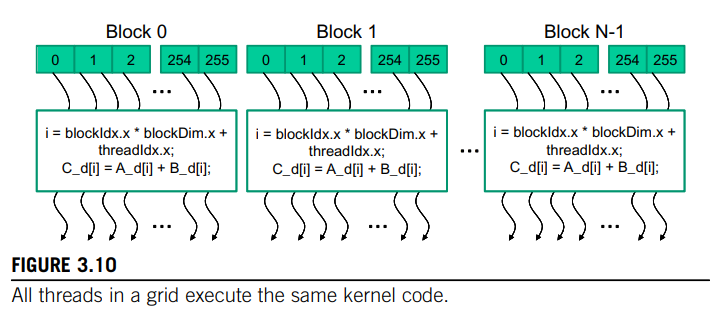 Block 0
0 1 2 254 255
...
i = blockIdx.x * blockDim.x +
threadIdx.x;
C_d[i] = A_d[i] + B_d[i];
...
Block 1
0 1 2 254 255
...
i = blockIdx.x * blockDim.x +
threadIdx.x;
C_d[i] = A_d[i] + B_d[i];
...
...
Block N-1
0 1 2 254 255
...
i = blockIdx.x * blockDim.x +
threadIdx.x;
C_d[i] = A_d[i] + B_d[i];
...
FIGURE 3.10
All threads in a grid execute the same kernel code.